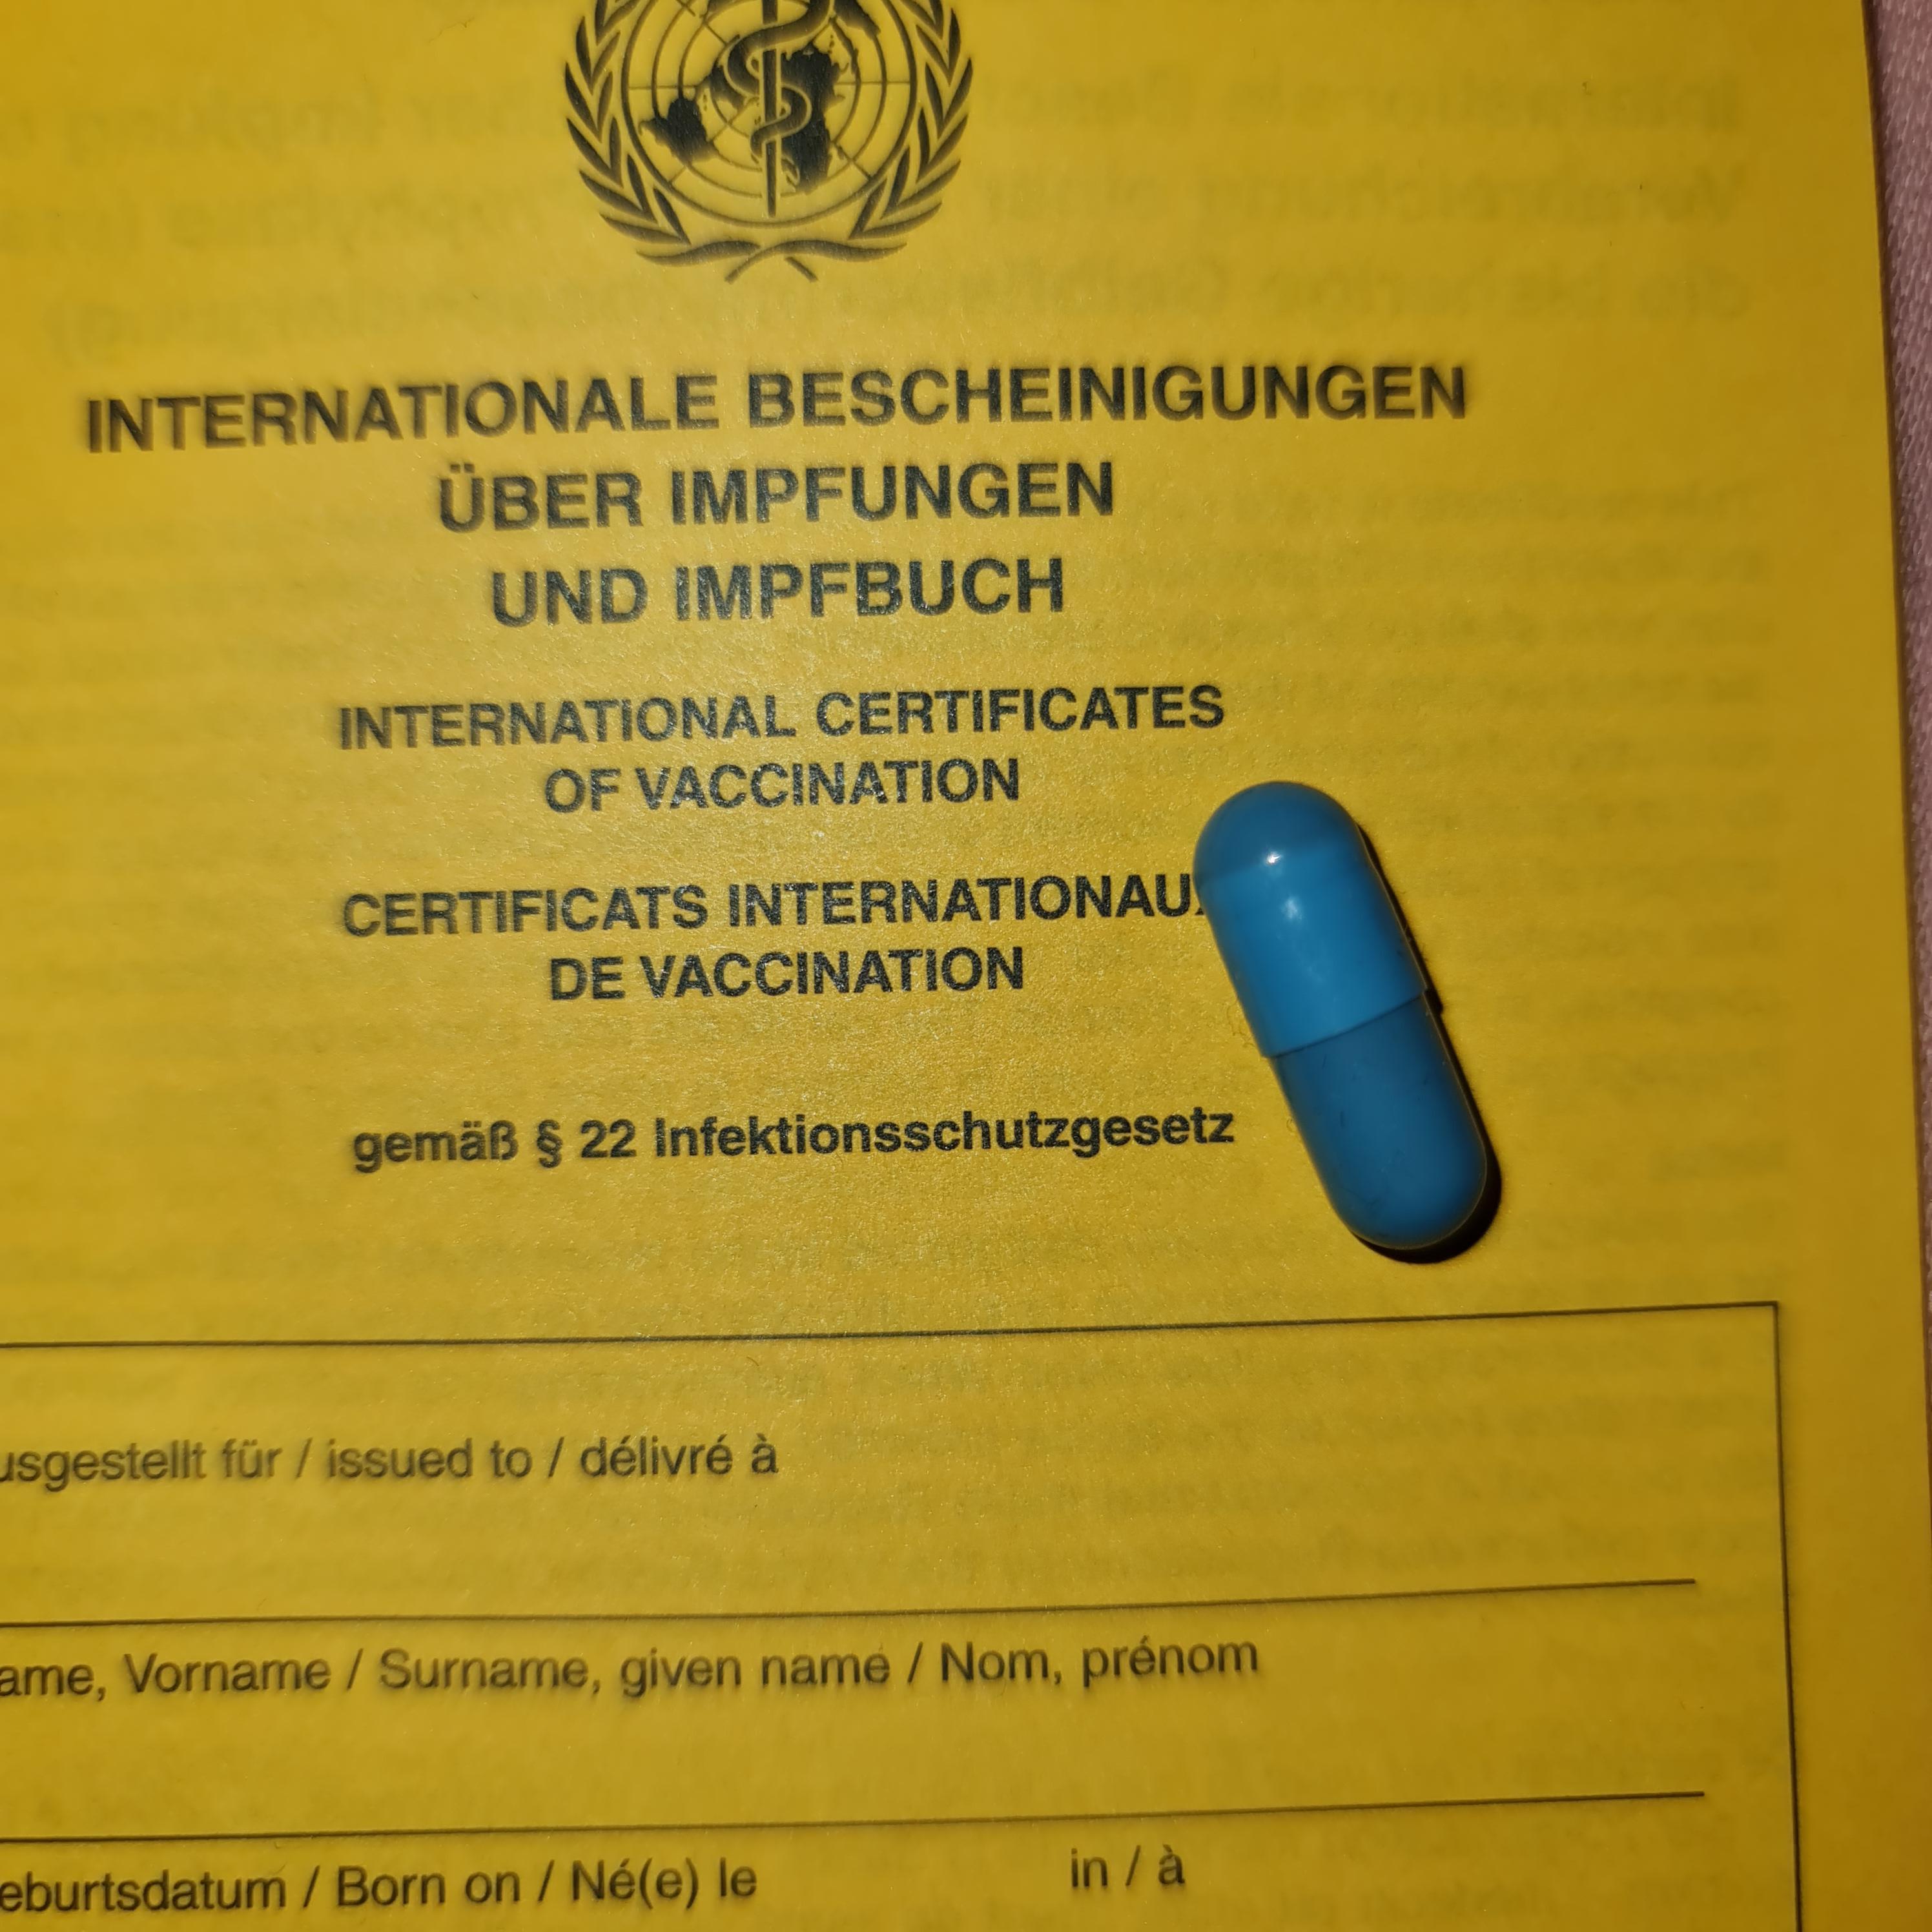 INTERNATIONALE BESCHEINIGUNGEN
ÜBER IMPFUNGEN
UND IMPFBUCH
INTERNATIONAL CERTIFICATES
OF VACCINATION
CERTIFICATS INTERNATIONAU
DE VACCINATION
gemäß § 22 Infektionsschutzgesetz
usgestellt für / issued to / délivré à
ame, Vorname / Surname, given name / Nom, prénom
eburtsdatum / Born on / Né(e) le in / à